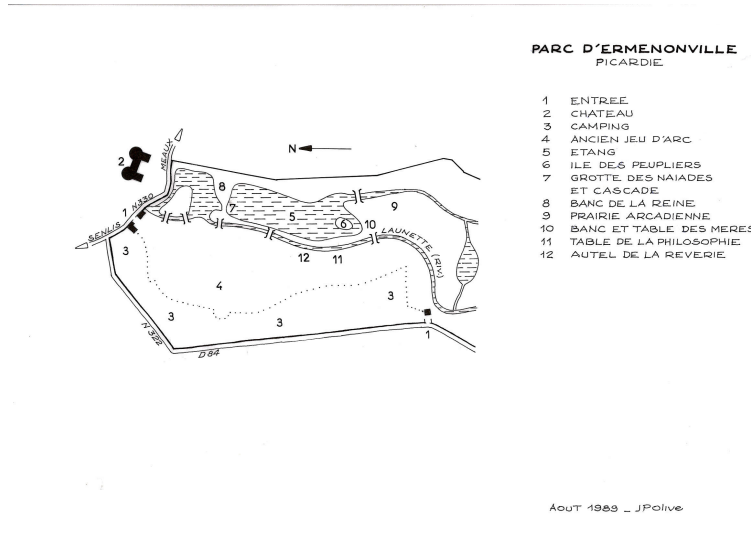 PARC D'ERMENONVILLE
PICARDIE
1 ENTREE
2 CHATEAU
3 CAMPING
4 ANCIEN JEU D'ARC
5 ETANG
6 ILE DES PEUPLIERS
7 GROTTE DES NAIADES
ET CASCADE
8 BANC DE LA REINE
9 PRAIRIE ARCADIENNE
10 BANC ET TABLE DES MERES
11 TABLE DE LA PHILOSOPHIE
12 AUTEL DE LA REVERIE
N
MEAUX
2
8
1 N330
7
9
5
6
10
SENLIS
LAUNETTE (RIV)
3
12
11
4
3
3
3
N 322
1
D84
AOUT 1989 _ JPOlive